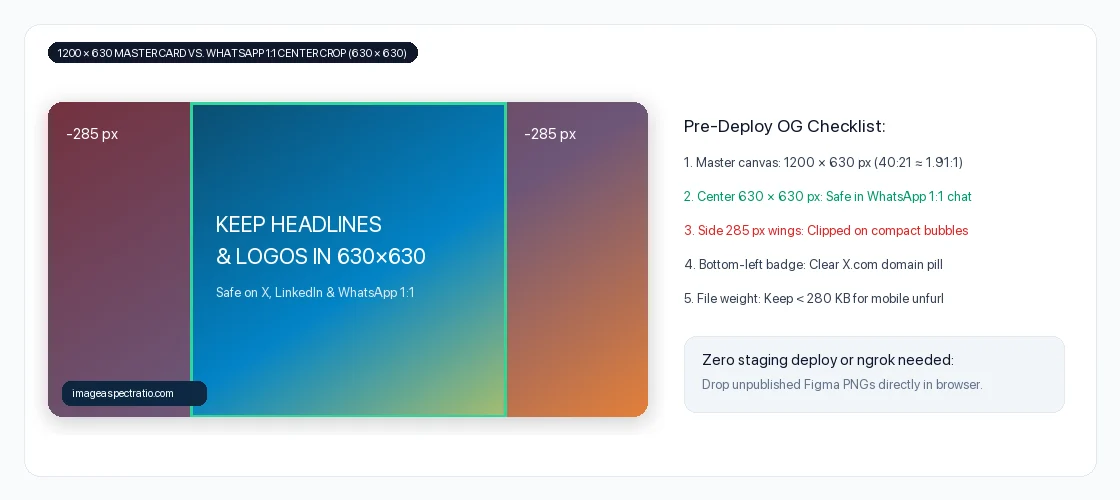 1200 × 630 MASTER CARD VS. WHATSAPP 1:1 CENTER CROP (630 × 630)
-285 px
-285 px
KEEP HEADLINES
& LOGOS IN 630×630
Safe on X, LinkedIn & WhatsApp 1:1
imageaspectratio.com
Pre-Deploy OG Checklist:
1. Master canvas: 1200 × 630 px (40:21 ≈ 1.91:1)
2. Center 630 × 630 px: Safe in WhatsApp 1:1 chat
3. Side 285 px wings: Clipped on compact bubbles
4. Bottom-left badge: Clear X.com domain pill
5. File weight: Keep < 280 KB for mobile unfurl
Zero staging deploy or ngrok needed:
Drop unpublished Figma PNGs directly in browser.